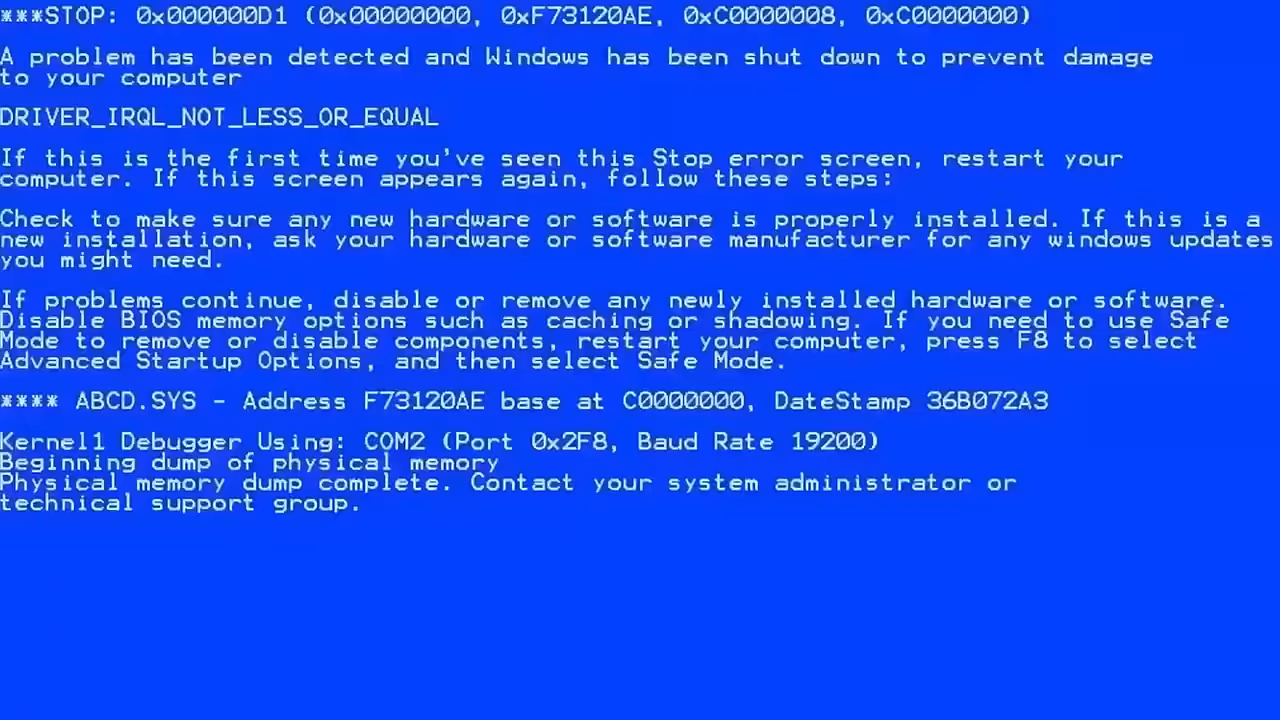 ***STOP: 0x000000D1 (0x00000000, 0xF73120AE, 0xC0000008, 0xC0000000)
A problem has been detected and Windows has been shut down to prevent damage
to your computer
DRIVER_IRQL_NOT_LESS_OR_EQUAL
If this is the first time you've seen this Stop error screen, restart your
computer. If this screen appears again, follow these steps:
Check to make sure any new hardware or software is properly installed. If this is a
new installation, ask your hardware or software manufacturer for any windows updates
you might need.
If problems continue, disable or remove any newly installed hardware or software.
Disable BIOS memory options such as caching or shadowing. If you need to use Safe
Mode to remove or disable components, restart your computer, press F8 to select
Advanced Startup Options, and then select Safe Mode.
**** ABCD.SYS - Address F73120AE base at C0000000, DateStamp 36B072A3
Kernel1 Debugger Using: COM2 (Port 0x2F8, Baud Rate 19200)
Beginning dump of physical memory
Physical memory dump complete. Contact your system administrator or
technical support group.